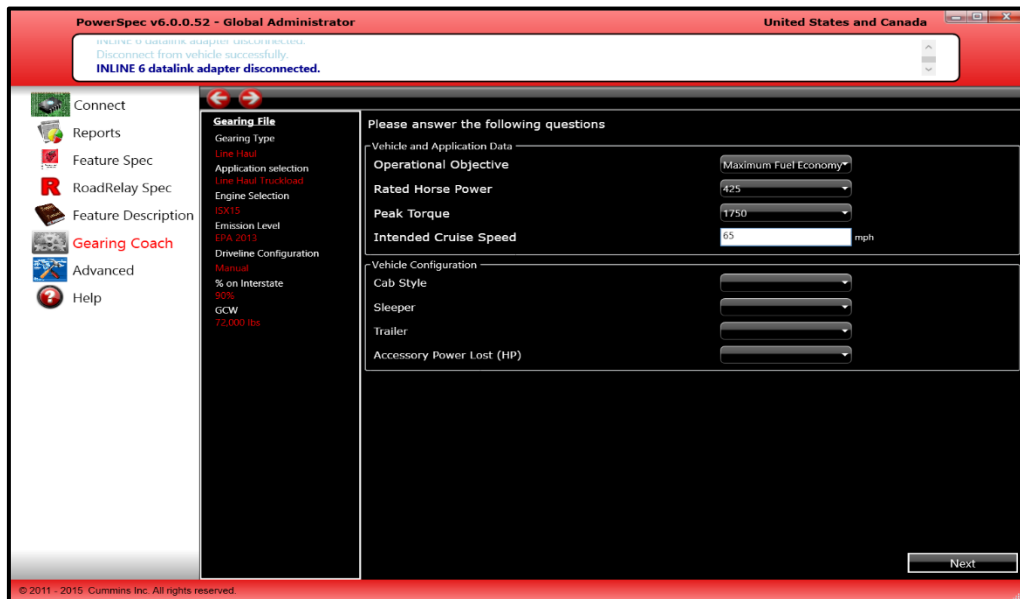 PowerSpec v6.0.0.52 - Global Administrator
United States and Canada
INLINE 6 datalink adapter disconnected.
Disconnect from vehicle successfully.
INLINE 6 datalink adapter disconnected.
Connect
Reports
Feature Spec
RoadRelay Spec
Feature Description
Gearing Coach
Advanced
Help
Gearing File
Gearing Type
Line Haul
Application selection
Line Haul Truckload
Engine Selection
ISX15
Emission Level
EPA 2013
Driveline Configuration
Manual
% on Interstate
90%
GCW
72,000 lbs
Please answer the following questions
Vehicle and Application Data
Operational Objective Maximum Fuel Economy
Rated Horse Power 425
Peak Torque 1750
Intended Cruise Speed 65 mph
Vehicle Configuration
Cab Style
Sleeper
Trailer
Accessory Power Lost (HP)
Next
© 2011 - 2015 Cummins Inc. All rights reserved.